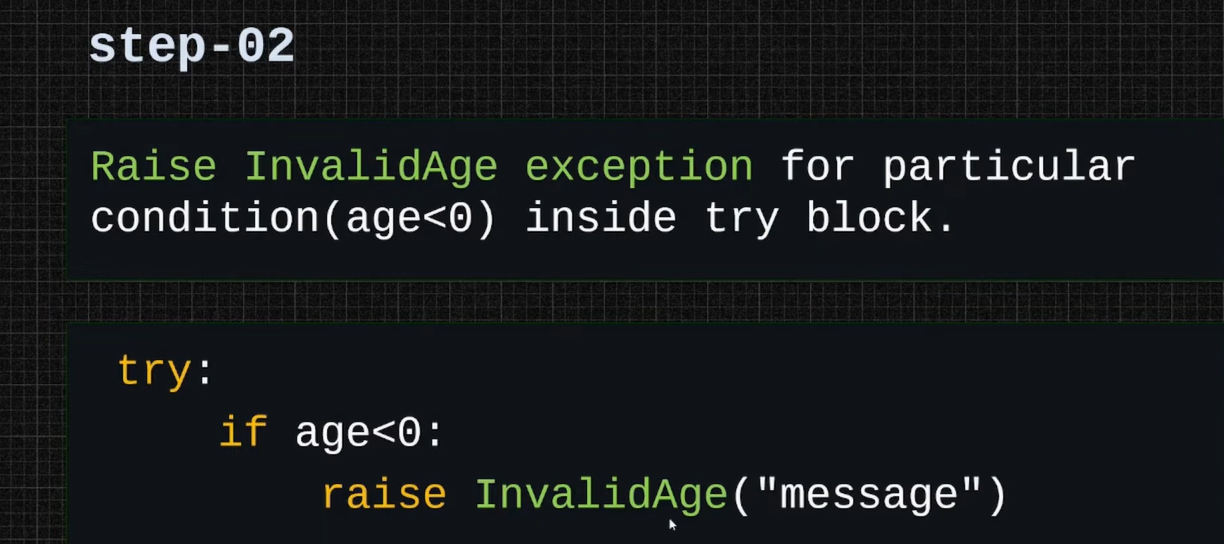 step-02
Raise InvalidAge exception for particular
condition(age<0) inside try block.
try:
if age<0:
raise InvalidAge("message")